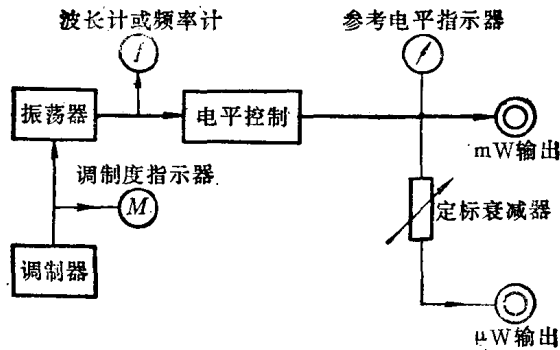 波长计或频率计
参考电平指示器
f
振荡器
电平控制
mW输出
调制度指示器
M
定标衰减器
调制器
μW输出